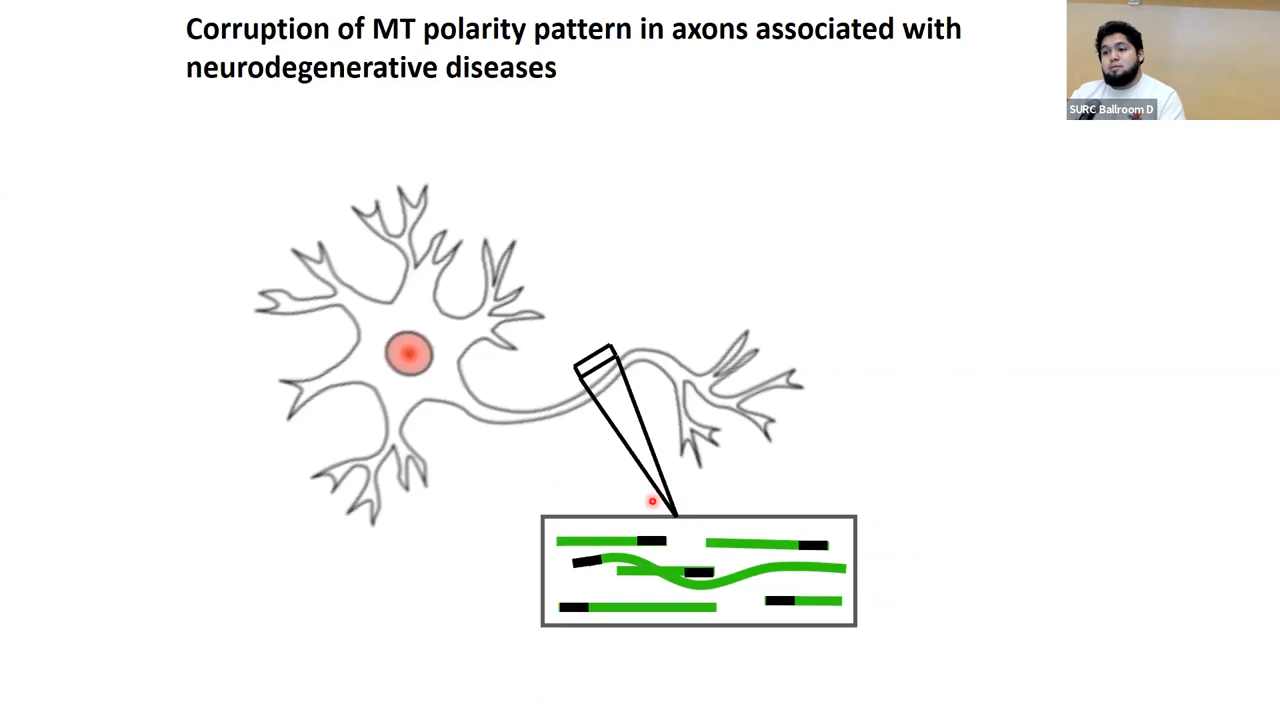 Corruption of MT polarity pattern in axons associated with
neurodegenerative diseases
SURC Ballroom D